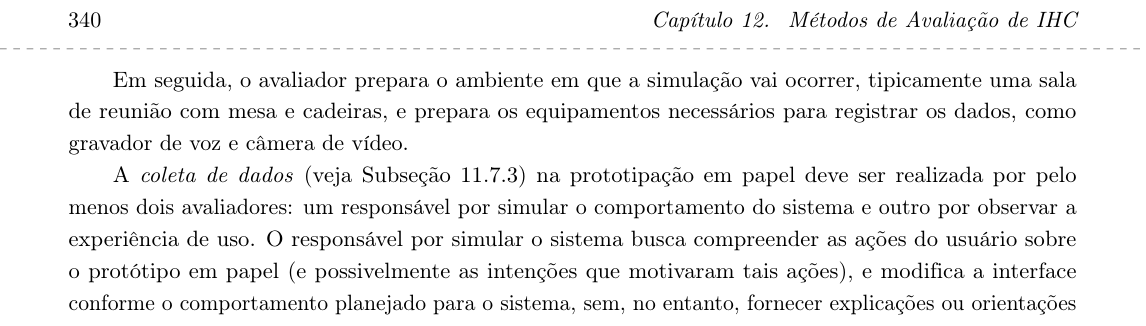 340 Capítulo 12. Métodos de Avaliação de IHC
Em seguida, o avaliador prepara o ambiente em que a simulação vai ocorrer, tipicamente uma sala
de reunião com mesa e cadeiras, e prepara os equipamentos necessários para registrar os dados, como
gravador de voz e câmera de vídeo.
A coleta de dados (veja Subseção 11.7.3) na prototipação em papel deve ser realizada por pelo
menos dois avaliadores: um responsável por simular o comportamento do sistema e outro por observar a
experiência de uso. O responsável por simular o sistema busca compreender as ações do usuário sobre
o protótipo em papel (e possivelmente as intenções que motivaram tais ações), e modifica a interface
conforme o comportamento planejado para o sistema, sem, no entanto, fornecer explicações ou orientações